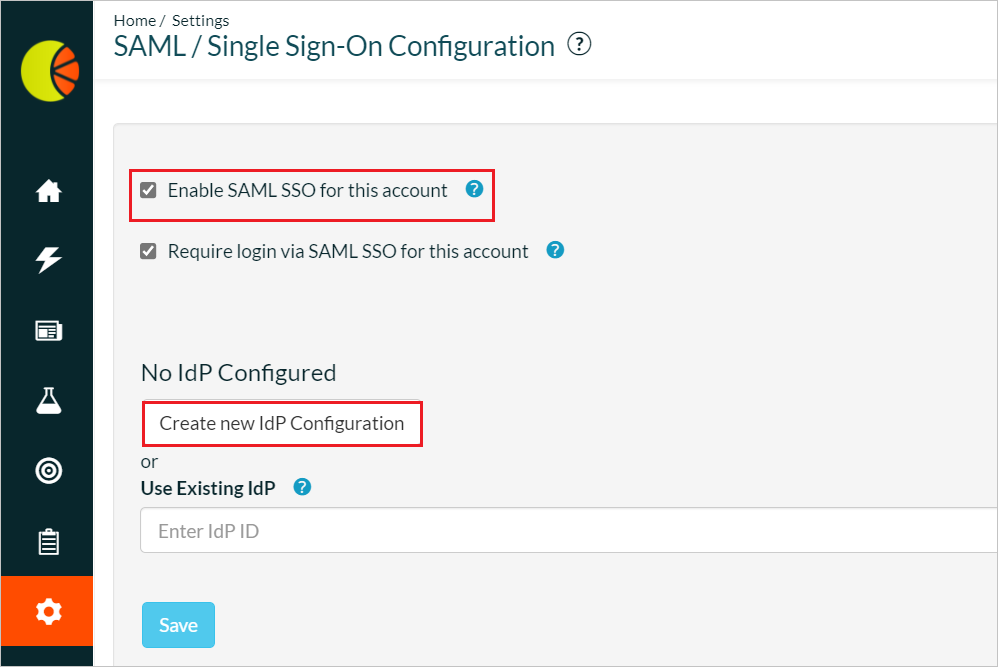 Home / Settings
SAML / Single Sign-On Configuration ?
Enable SAML SSO for this account ?
Require login via SAML SSO for this account ?
No IdP Configured
Create new IdP Configuration
or
Use Existing IdP ?
Enter IdP ID
Save